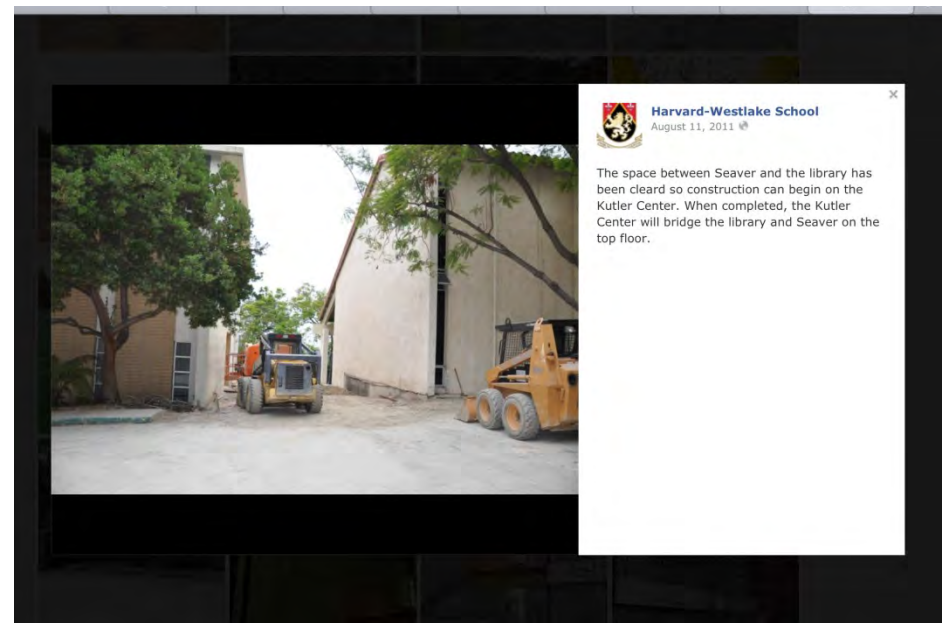 Harvard-Westlake School
August 11, 2011
The space between Seaver and the library has
been cleard so construction can begin on the
Kutler Center. When completed, the Kutler
Center will bridge the library and Seaver on the
top floor.